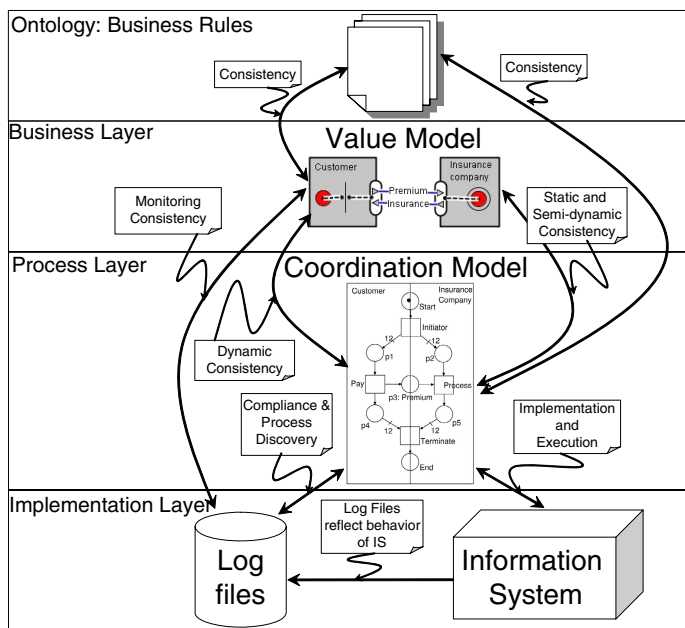 Ontology: Business Rules
Consistency
Consistency
Business Layer
Value Model
Customer
Insurance
company
Premium
Insurance
Monitoring
Consistency
Static and
Semi-dynamic
Consistency
Process Layer
Coordination Model
Customer
Insurance
Company
Start
Initiator
12
12
p1
p2
Dynamic
Consistency
Pay
Process
p3: Premium
p4
p5
12
12
Terminate
End
Compliance &
Process
Discovery
Implementation
and
Execution
Implementation Layer
Log Files
reflect behavior
of IS
Log
files
Information
System